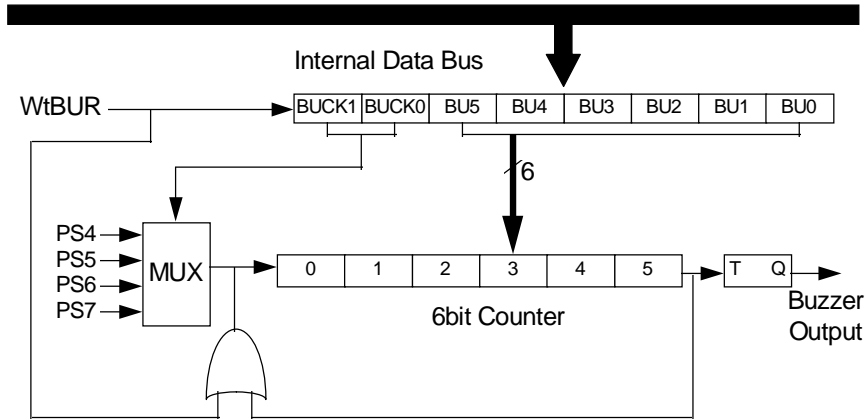 Internal Data Bus
WtBUR
BUCK1 BUCK0 BU5 BU4 BU3 BU2 BU1 BU0
6
PS4
PS5
PS6
PS7
MUX
0 1 2 3 4 5
T Q
6bit Counter
Buzzer
Output